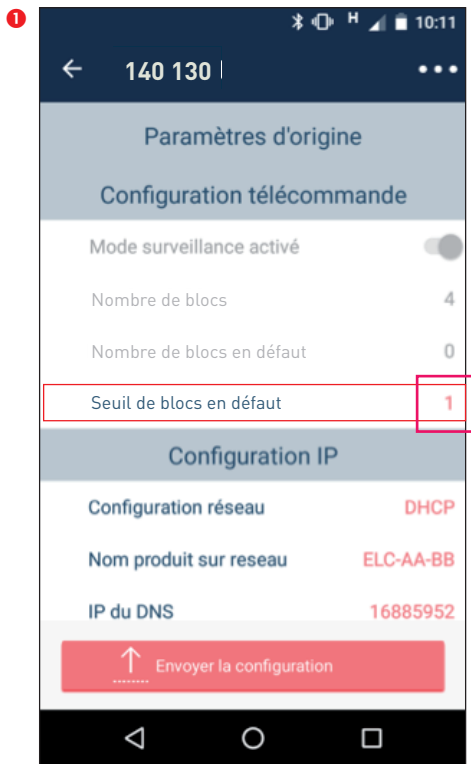 1
H 10:11
140 130
Paramètres d'origine
Configuration télécommande
Mode surveillance activé
Nombre de blocs 4
Nombre de blocs en défaut 0
Seuil de blocs en défaut 1
Configuration IP
Configuration réseau DHCP
Nom produit sur reseau ELC-AA-BB
IP du DNS 16885952
Envoyer la configuration